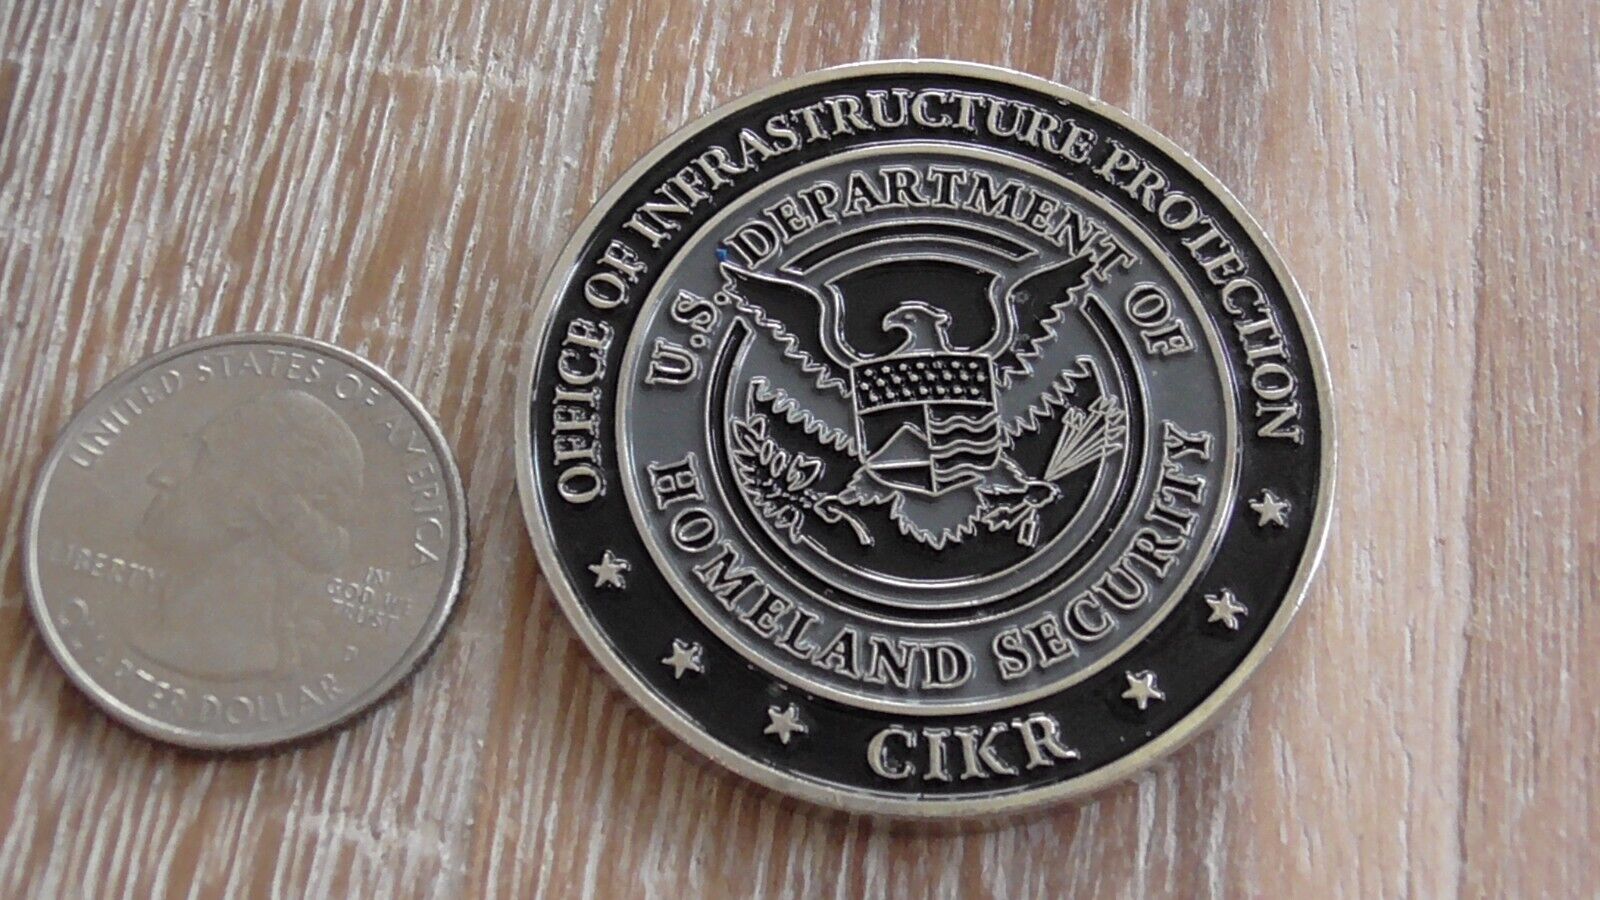 UNITED STATES OF AMERICA
LIBERTY
IN
GOD WE
TRUST
QUARTER DOLLAR
OFFICE OF INFRASTRUCTURE PROTECTION
U.S. DEPARTMENT OF
HOMELAND SECURITY
CIKR